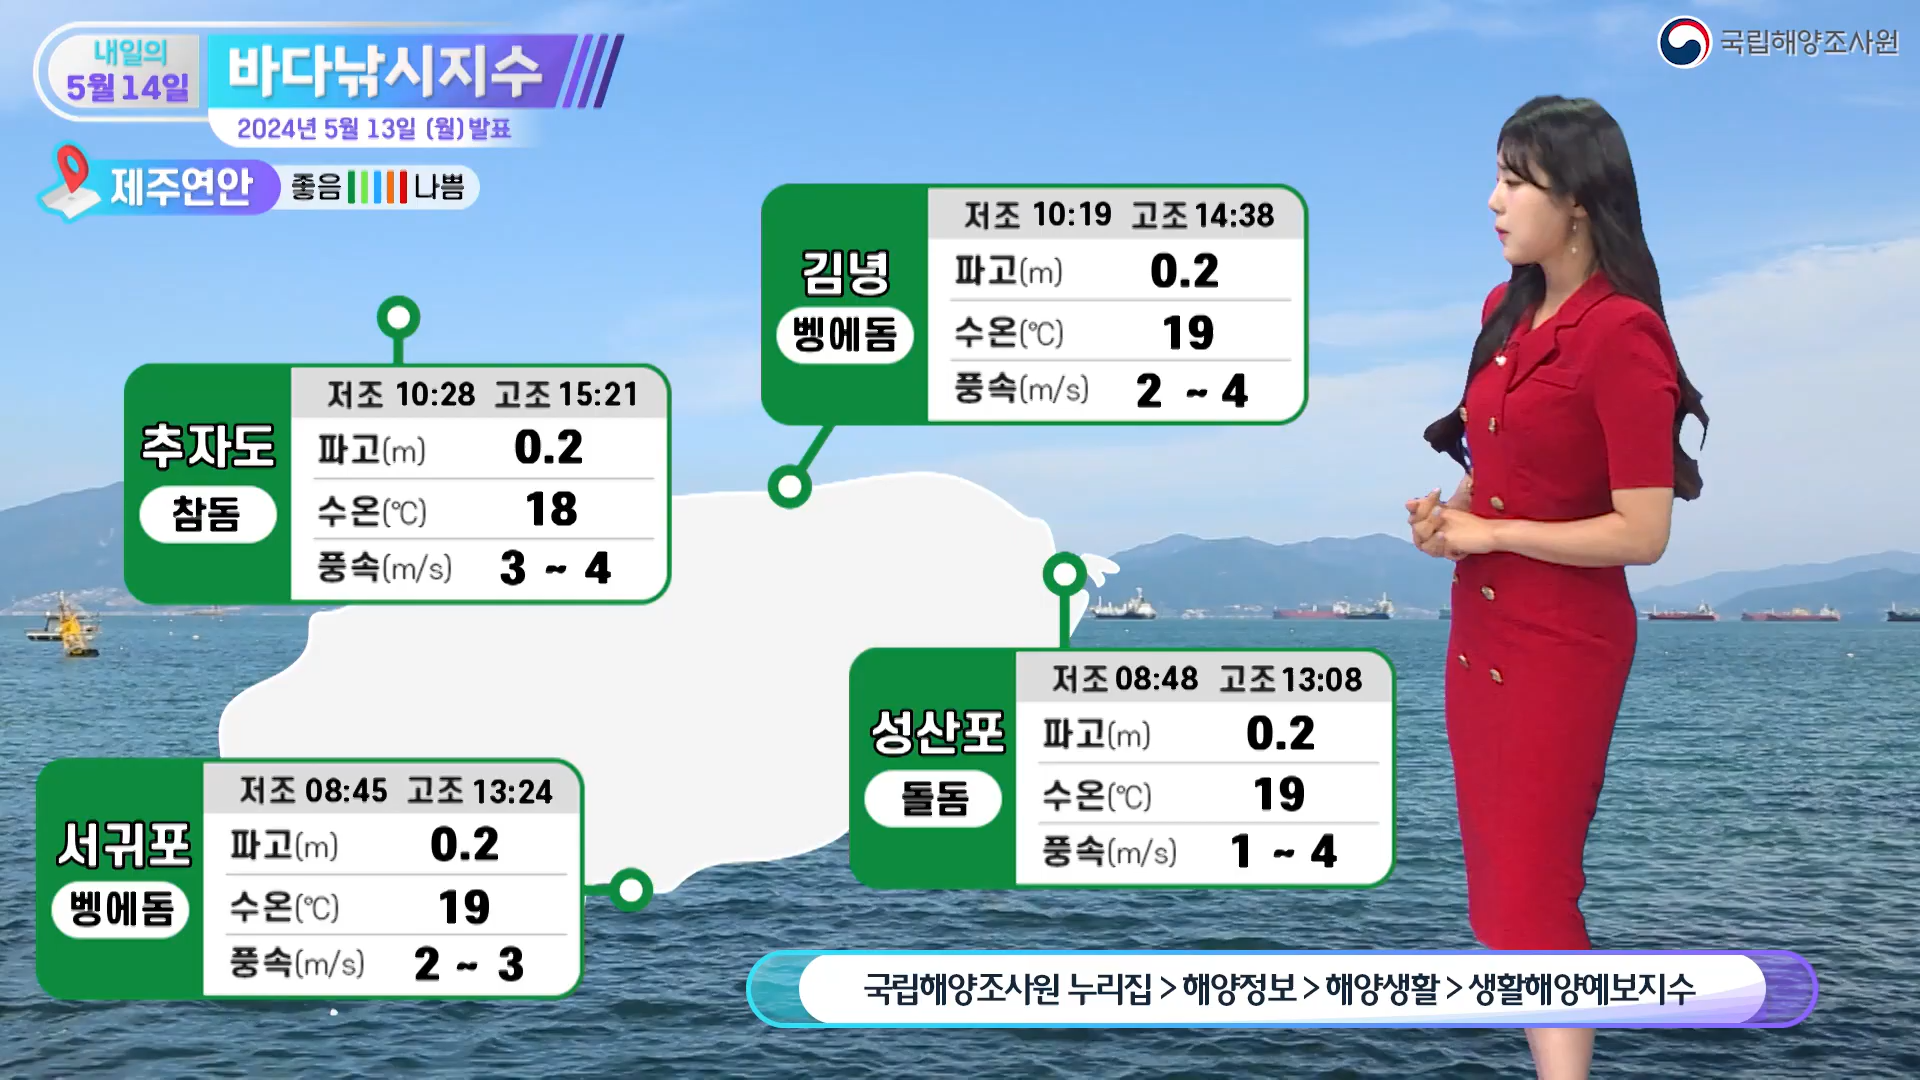 내일의
5월 14일
바다낚시지수
2024년 5월 13일 (월) 발표
국립해양조사원
제주연안
좋음 나쁨
김녕
벵에돔
저조 10:19 고조 14:38
파고(m) 0.2
수온(℃) 19
풍속(m/s) 2 ~ 4
추자도
참돔
저조 10:28 고조 15:21
파고(m) 0.2
수온(℃) 18
풍속(m/s) 3 ~ 4
성산포
돌돔
저조 08:48 고조 13:08
파고(m) 0.2
수온(℃) 19
풍속(m/s) 1 ~ 4
서귀포
벵에돔
저조 08:45 고조 13:24
파고(m) 0.2
수온(℃) 19
풍속(m/s) 2 ~ 3
국립해양조사원 누리집 > 해양정보 > 해양생활 > 생활해양예보지수